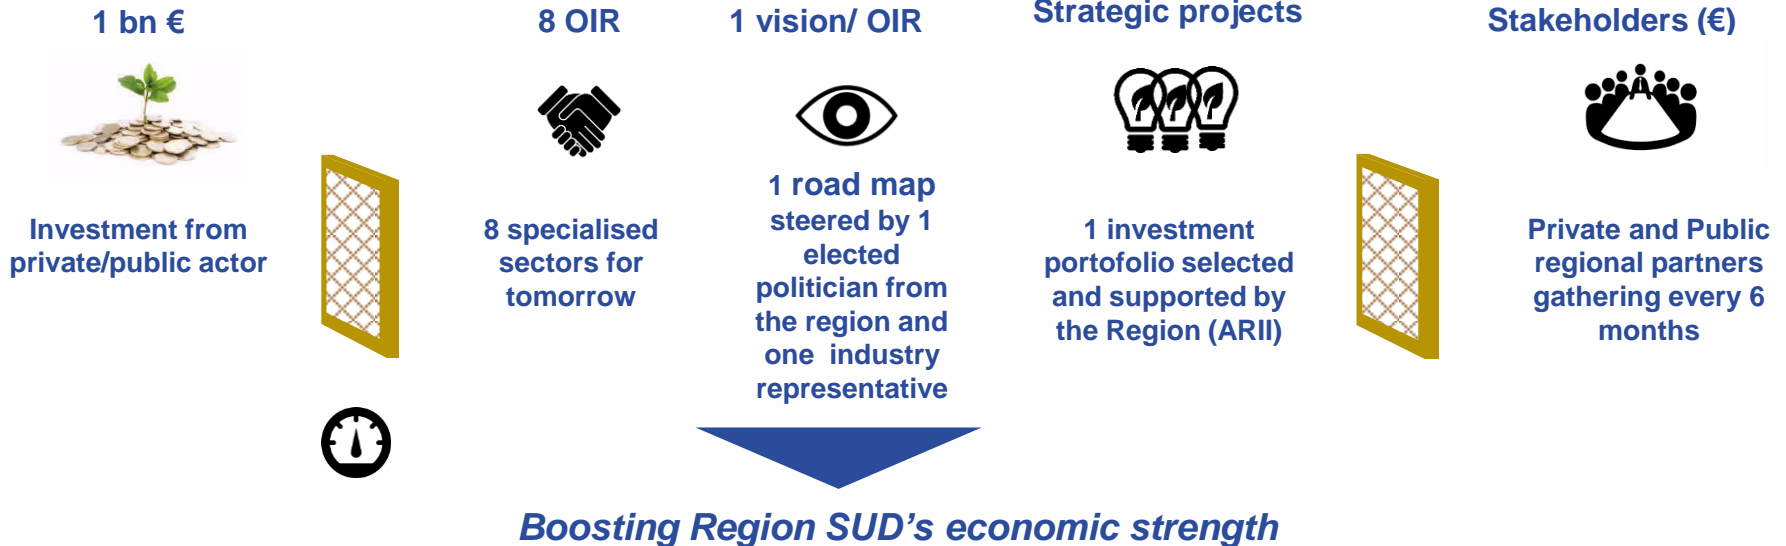 1 bn €
8 OIR
1 vision/ OIR
Strategic projects
Stakeholders (€)
Investment from
private/public actor
8 specialised
sectors for
tomorrow
1 road map
steered by 1
elected
politician from
the region and
one industry
representative
1 investment
portofolio selected
and supported by
the Region (ARII)
Private and Public
regional partners
gathering every 6
months
Boosting Region SUD's economic strength